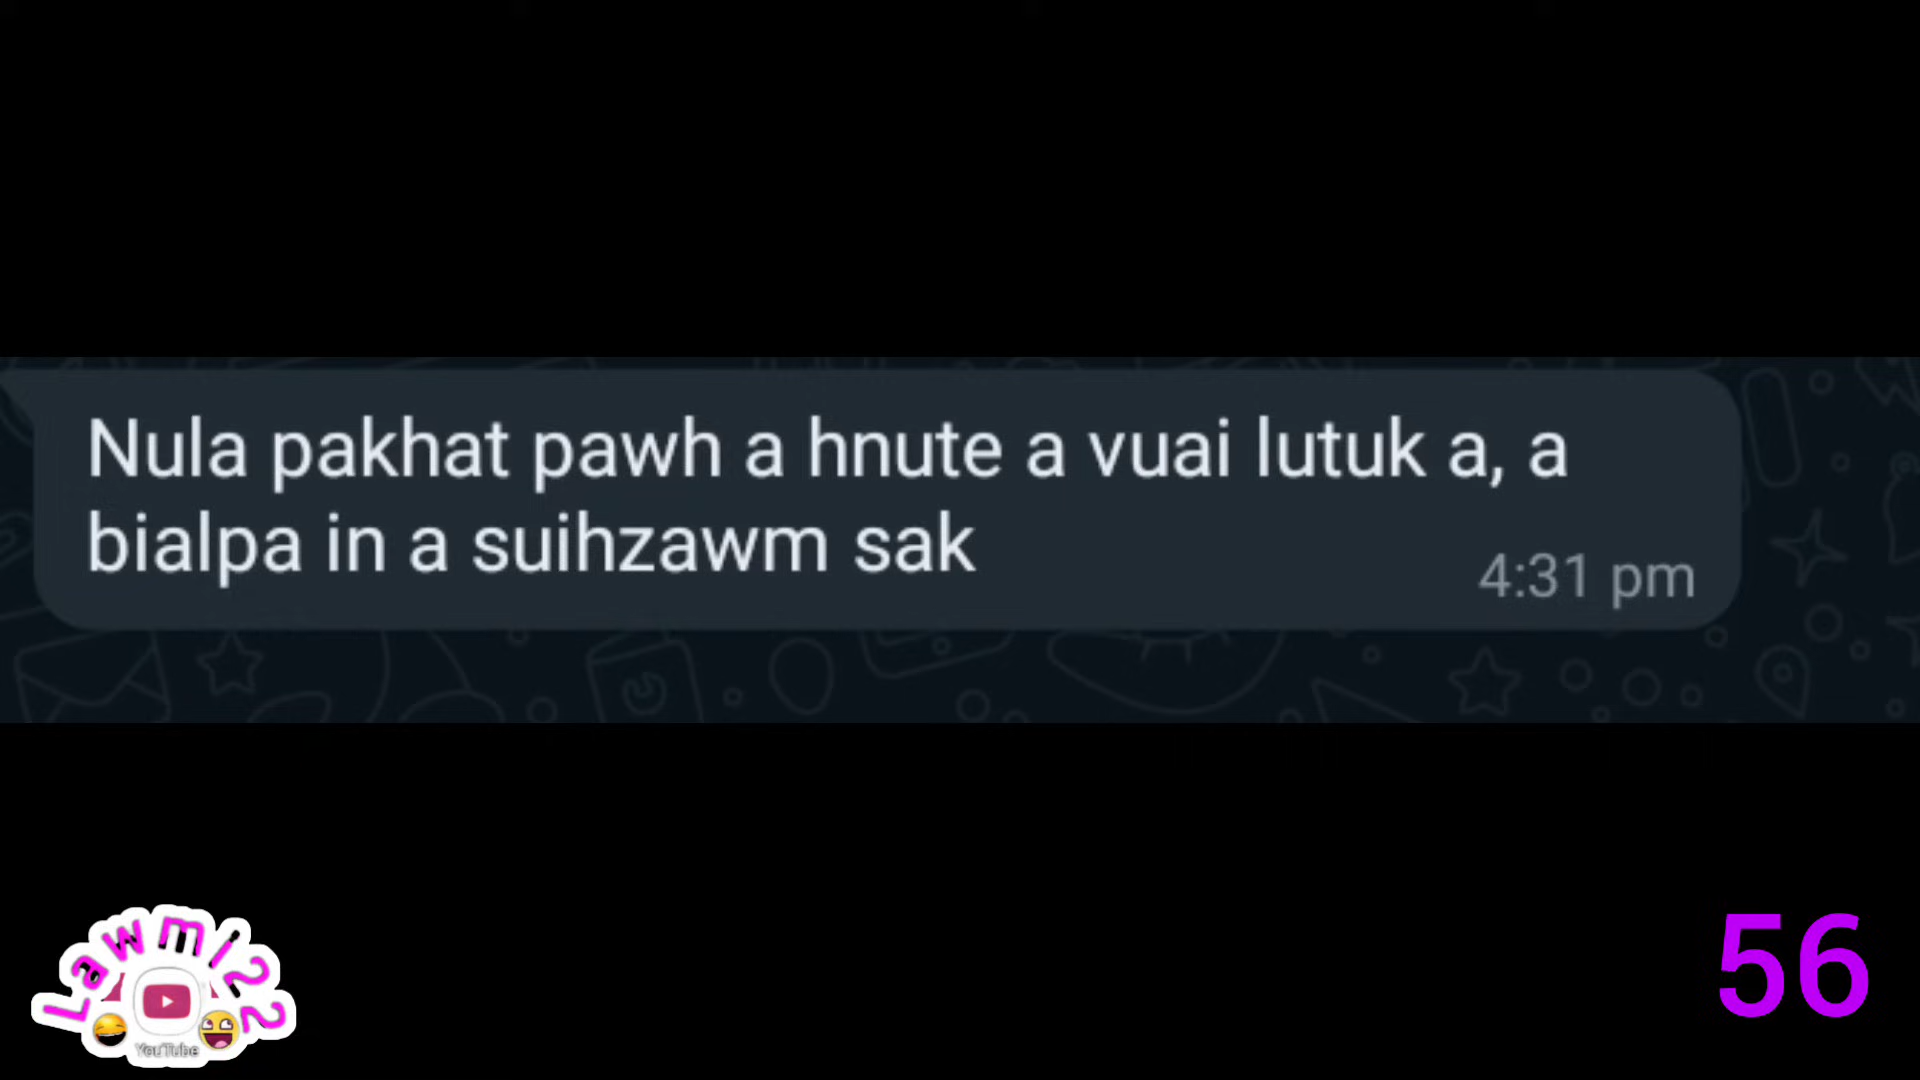 Nula pakhat pawh a hnute a vuai lutuk a, a
bialpa in a suihzawm sak
4:31 pm
Lawmi22
YouTube
56